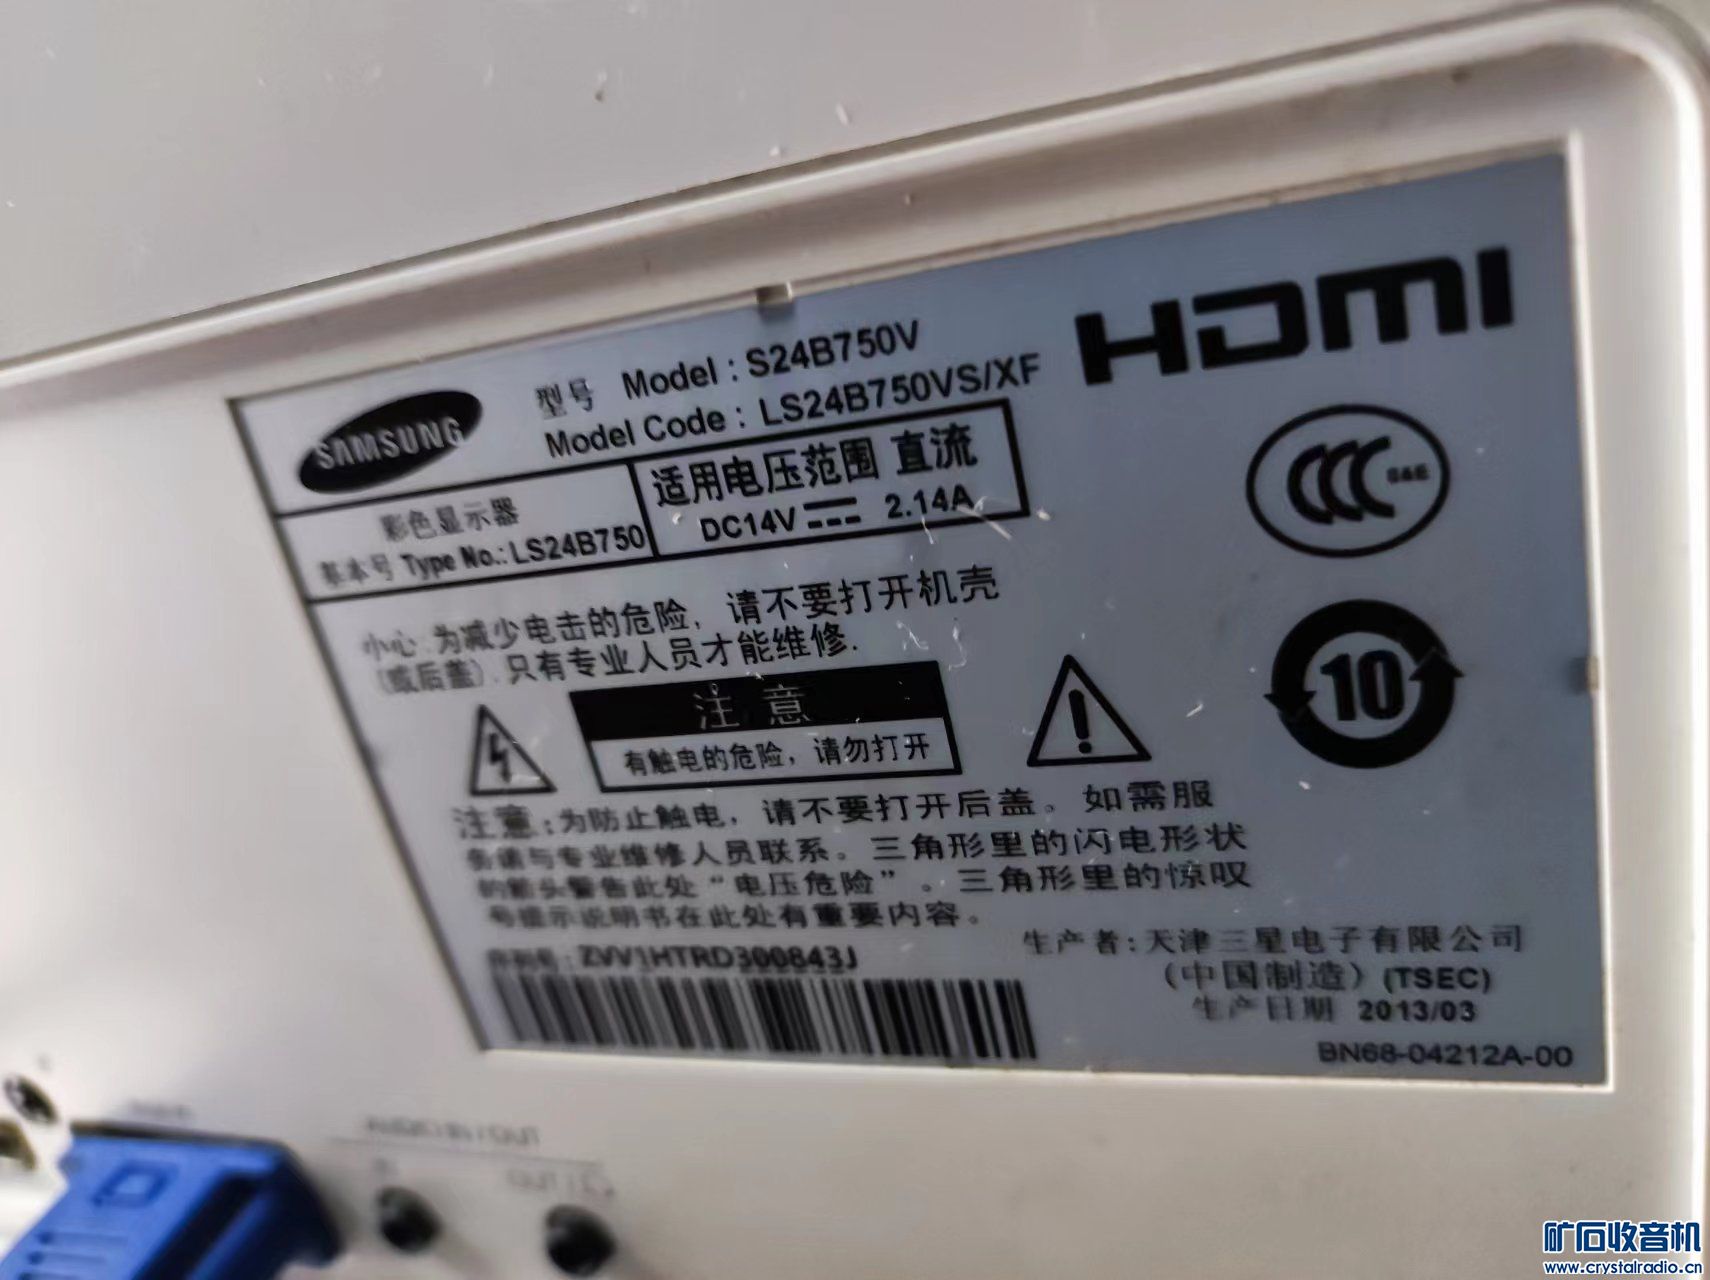 SAMSUNG
型号 Model : S24B750V
Model Code : LS24B750VS/XF
HDMI
彩色显示器
基本号 Type No.: LS24B750
适用电压范围 直流
DC14V 2.14A
CCC S&E
小心:为减少电击的危险, 请不要打开机壳
(或后盖). 只有专业人员才能维修.
10
注 意
有触电的危险, 请勿打开
注意:为防止触电, 请不要打开后盖。如需服
务请与专业维修人员联系。三角形里的闪电形状
的箭头警告此处“电压危险”。三角形里的惊叹
号提示说明书在此处有重要内容。
序列号: ZVV1HTRD300843J
生产者:天津三星电子有限公司
(中国制造) (TSEC)
生产日期 2013/03
BN68-04212A-00
矿石收音机
www.crystalradio.cn